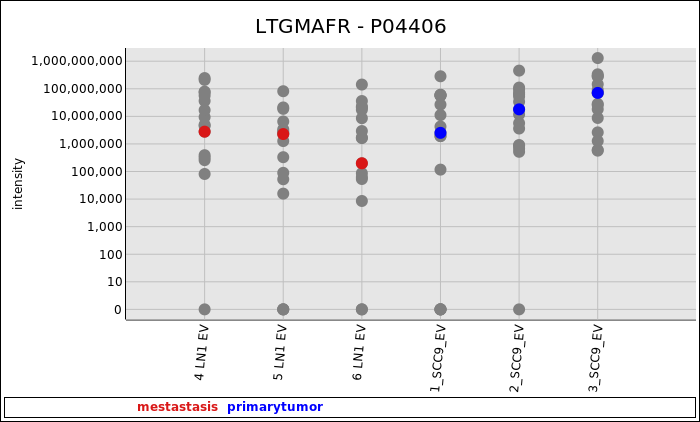 LTGMAFR - P04406
1,000,000,000
100,000,000
10,000,000
1,000,000
100,000
10,000
1,000
100
10
0
intensity
4 LN1 EV
5 LN1 EV
6 LN1 EV
1_SCC9_EV
2_SCC9_EV
3_SCC9_EV
mestastasis primarytumor